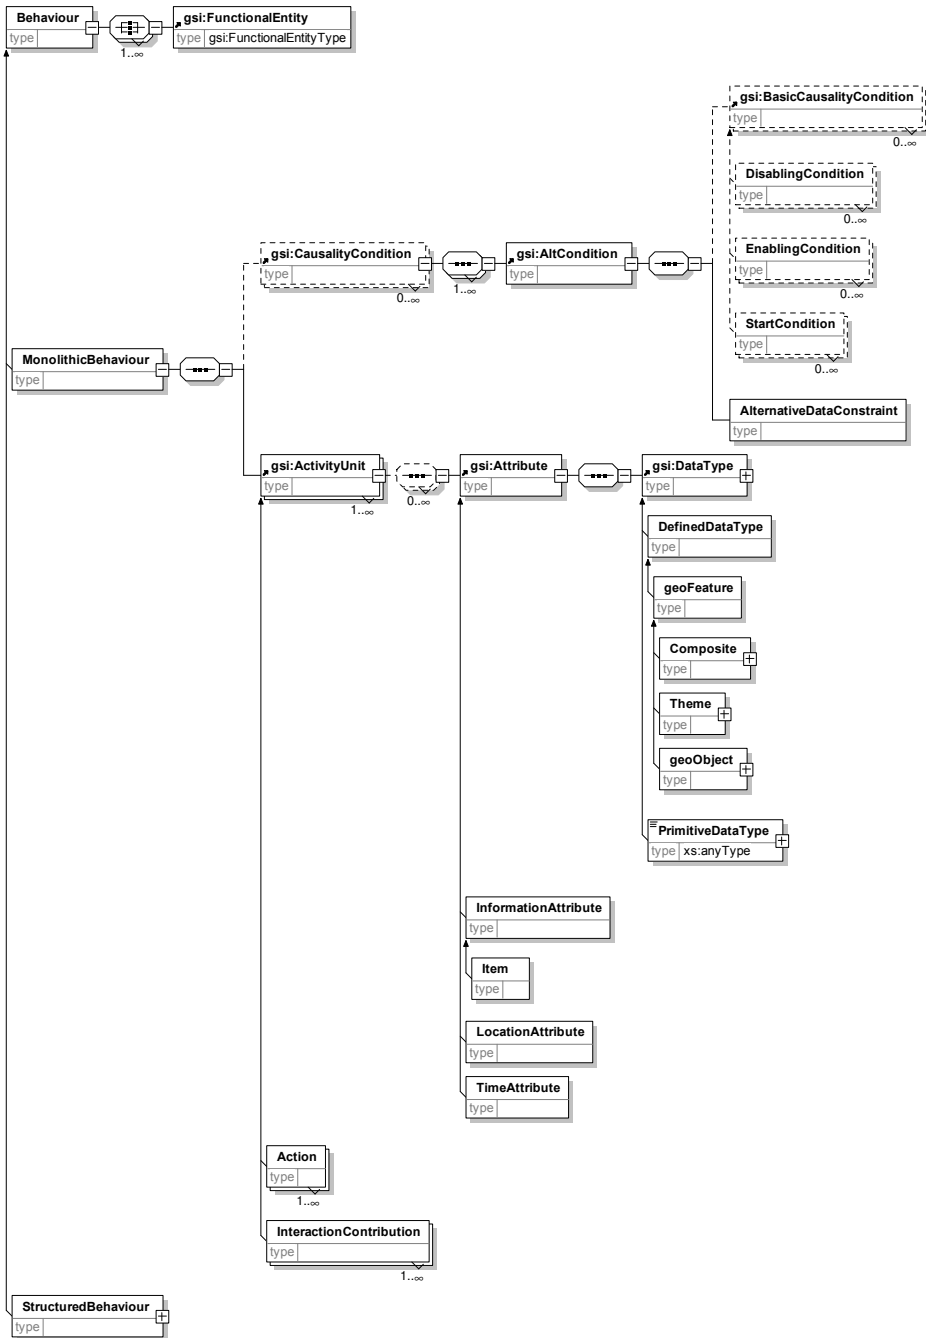 Behaviour
type
1..∞
gsi:FunctionalEntity
type gsi:FunctionalEntityType
gsi:BasicCausalityCondition
type
0..∞
DisablingCondition
type
0..∞
EnablingCondition
type
0..∞
StartCondition
type
0..∞
gsi:CausalityCondition
type
0..∞
1..∞
gsi:AltCondition
type
MonolithicBehaviour
type
AlternativeDataConstraint
type
gsi:ActivityUnit
type
1..∞
0..∞
gsi:Attribute
type
gsi:DataType
type
DefinedDataType
type
geoFeature
type
Composite
type
Theme
type
geoObject
type
PrimitiveDataType
type xs:anyType
InformationAttribute
type
Item
type
LocationAttribute
type
TimeAttribute
type
Action
type
1..∞
InteractionContribution
type
1..∞
StructuredBehaviour
type